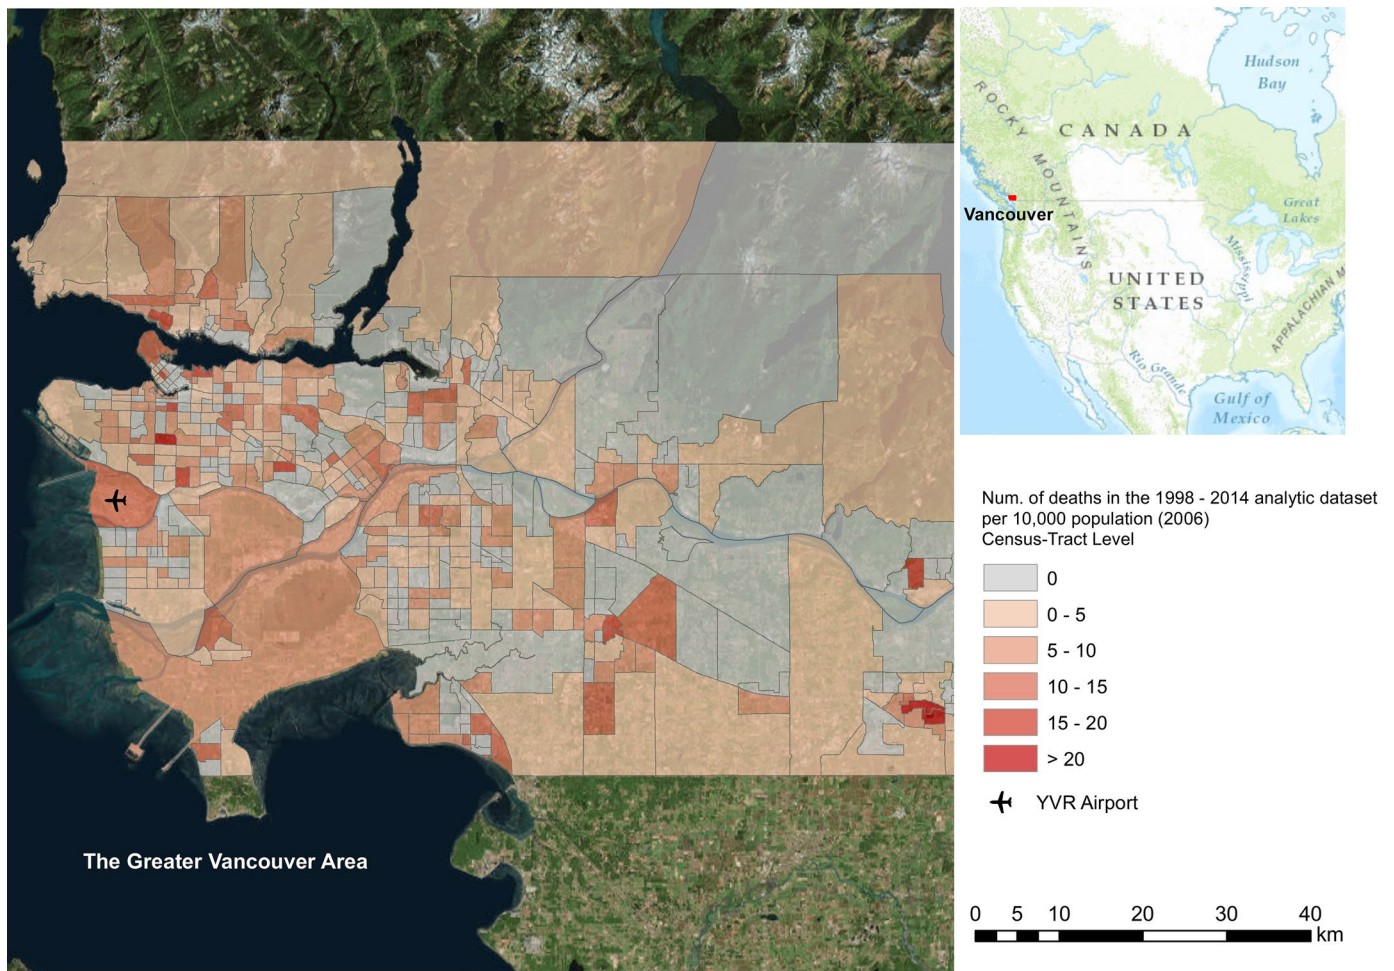 Hudson
Bay
ROCKY MOUNTAINS
CANADA
Vancouver
Great
Lakes
Mississippi
UNITED
STATES
APPALACHIAN M
Rio Grande
Gulf of
Mexico
Num. of deaths in the 1998 - 2014 analytic dataset
per 10,000 population (2006)
Census-Tract Level
0
0 - 5
5 - 10
10 - 15
15 - 20
> 20
YVR Airport
The Greater Vancouver Area
0 5 10 20 30 40
km